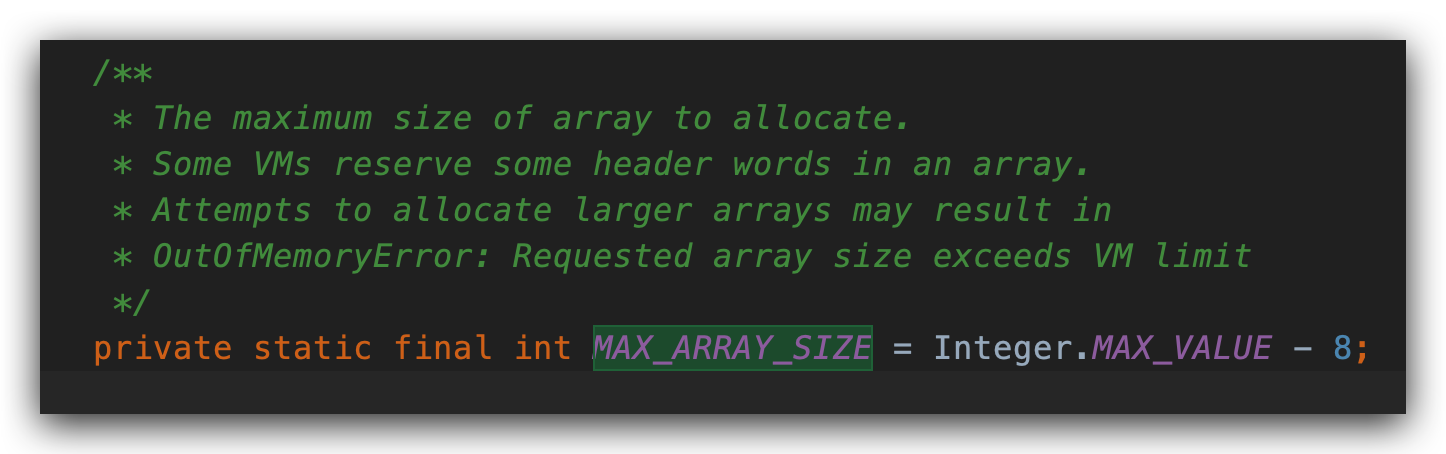 /**
* The maximum size of array to allocate.
* Some VMs reserve some header words in an array.
* Attempts to allocate larger arrays may result in
* OutOfMemoryError: Requested array size exceeds VM limit
*/
private static final int MAX_ARRAY_SIZE = Integer.MAX_VALUE - 8;